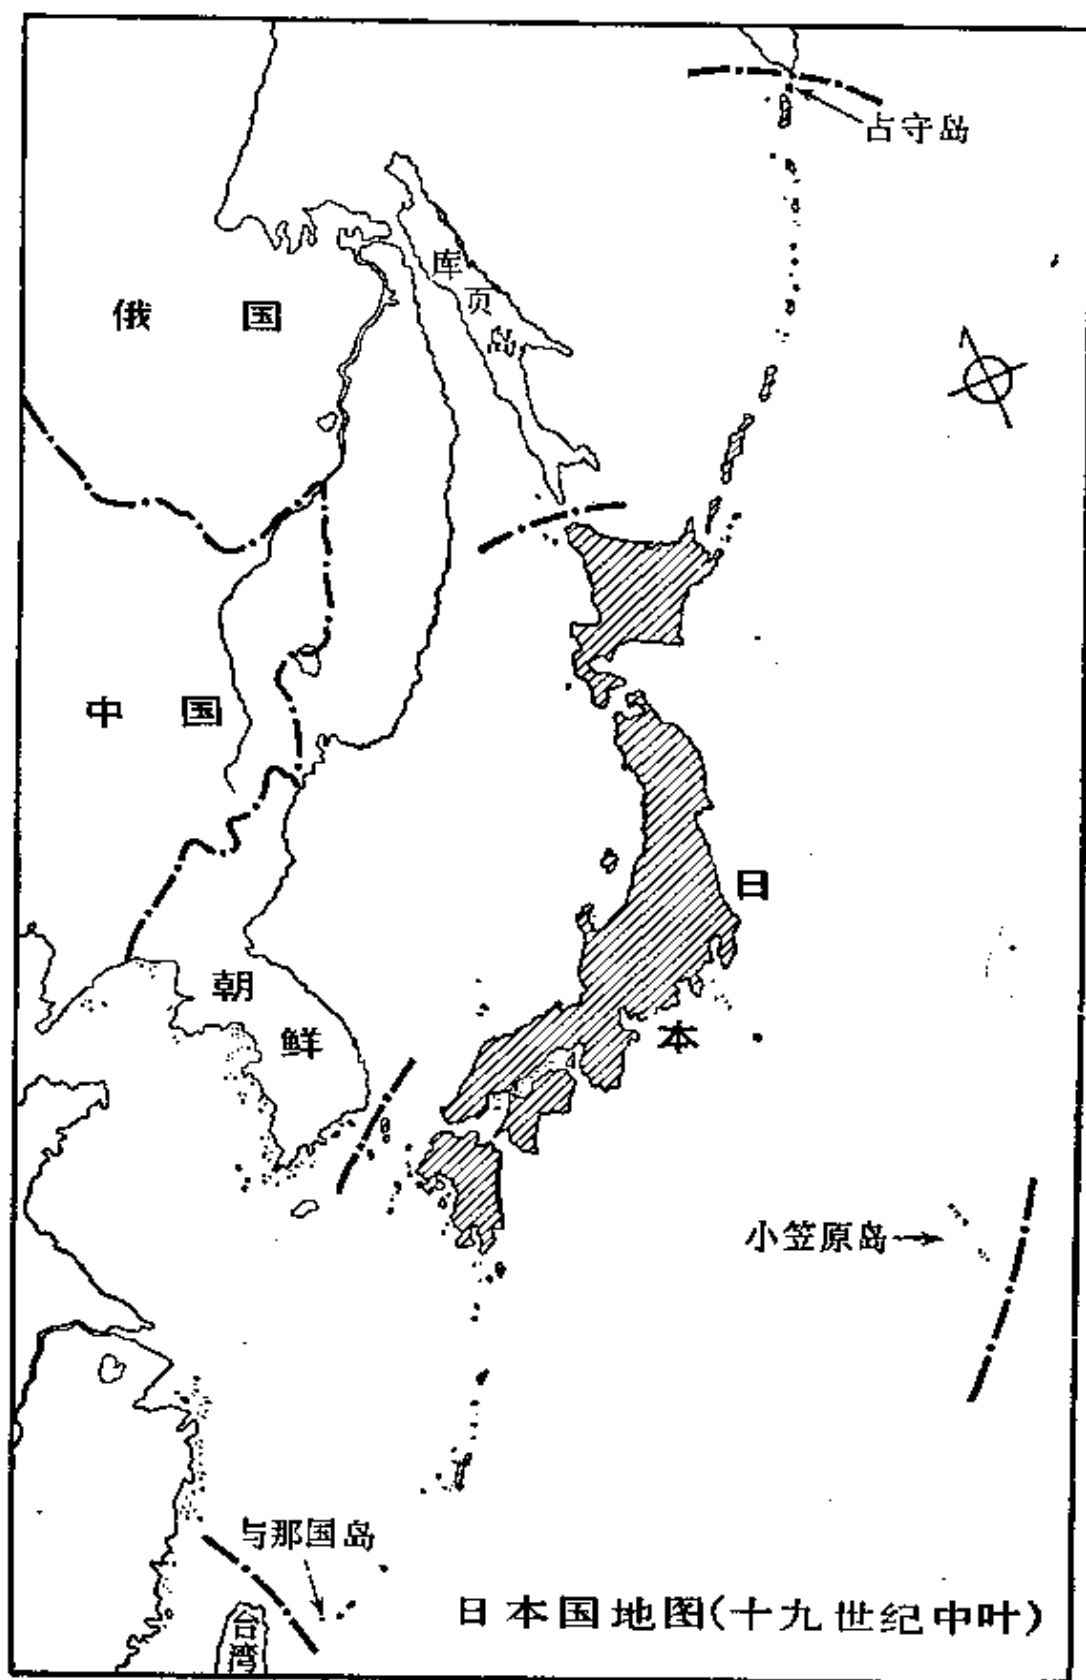 占守岛
库页岛
俄国
中国
日本
朝鲜
小笠原岛
与那国岛
台湾
日本国地图(十九世纪中叶)